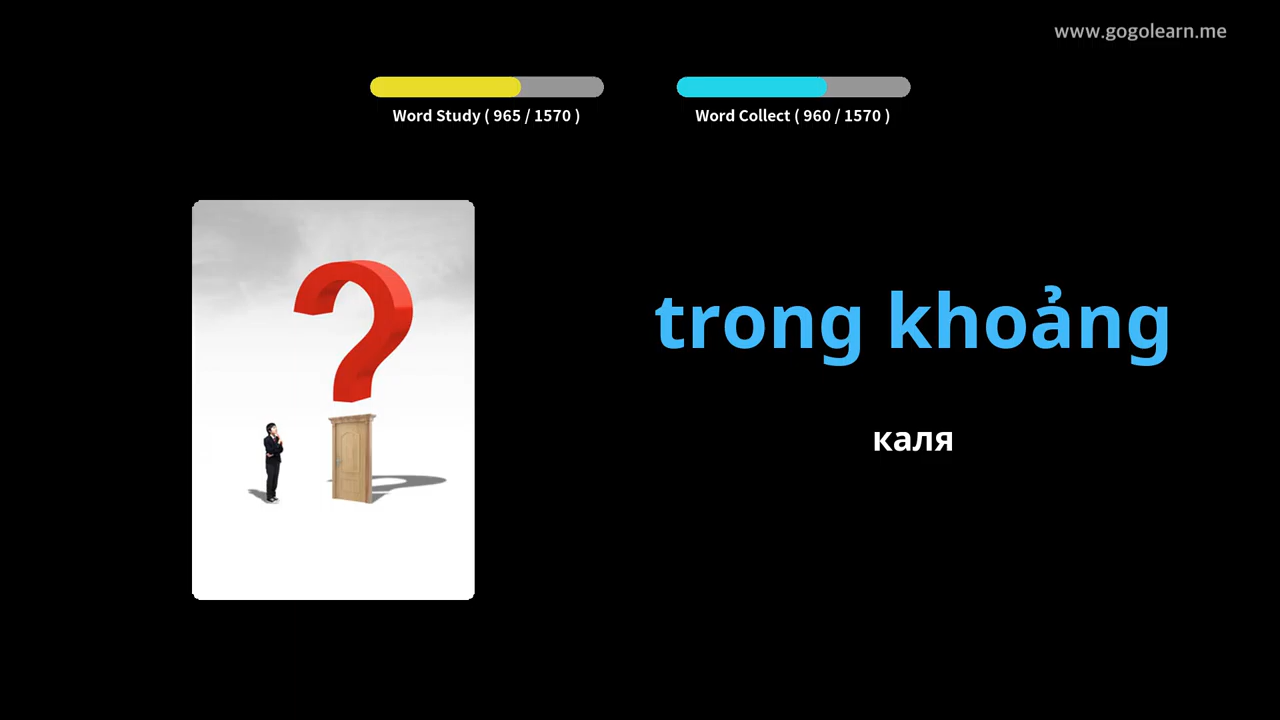 www.gogolearn.me
Word Study ( 965 / 1570 )
Word Collect ( 960 / 1570 )
trong khoảng
каля